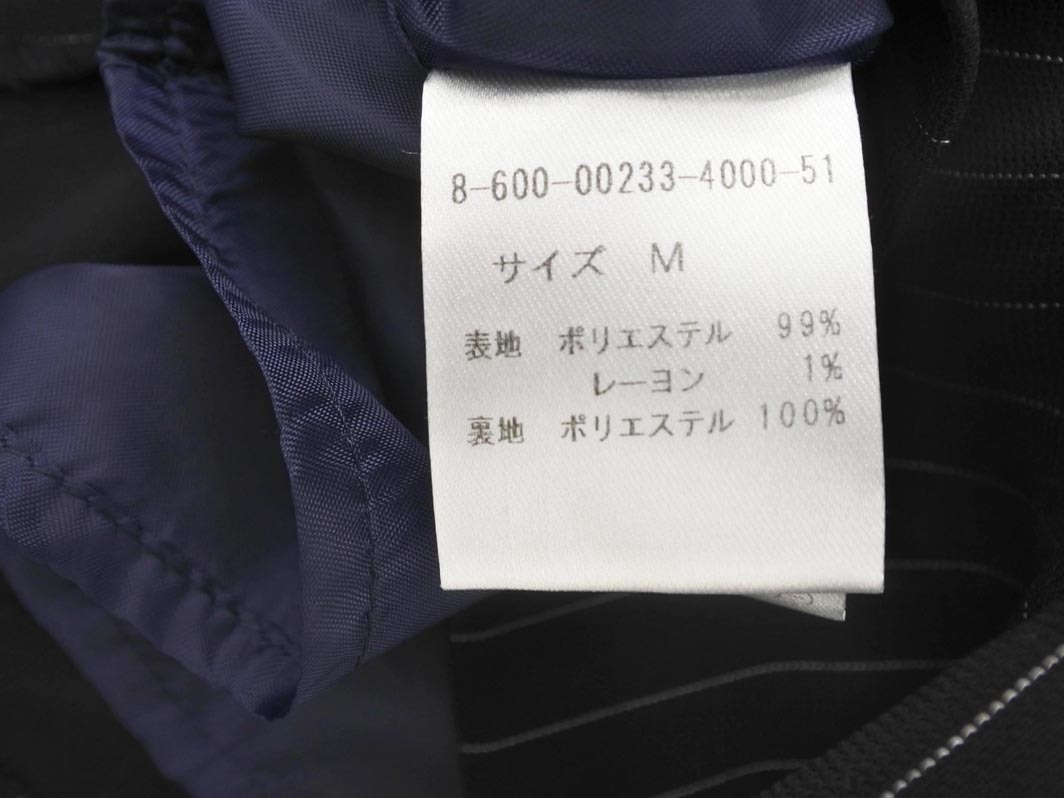 8-600-00233-4000-51
サイズ M
表地 ポリエステル 99%
レーヨン 1%
裏地 ポリエステル 100%